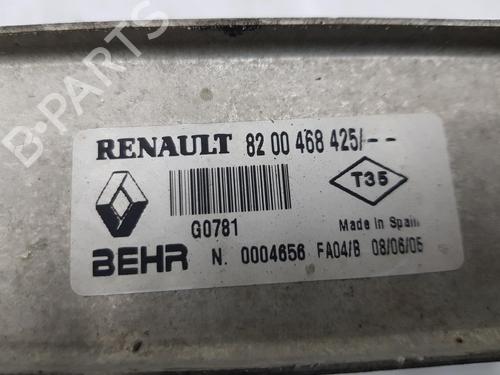 RENAULT 82 00 468 425/--
T35
G0781
Made in Spain
BEHR N. 0004656 FA04/B 08/06/05
B-PARTS